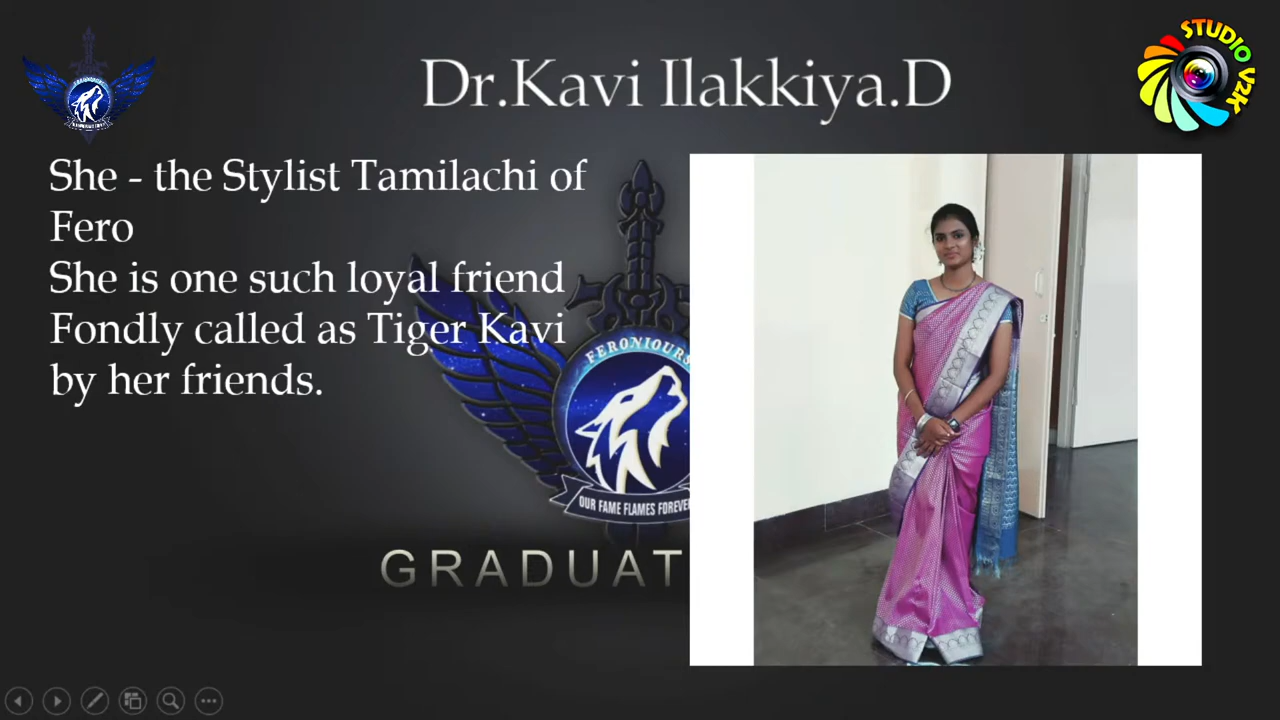 STUDIO V2K
Dr.Kavi Ilakkiya.D
She - the Stylist Tamilachi of
Fero
She is one such loyal friend
Fondly called as Tiger Kavi
by her friends.
FERONIOURS
OUR FAME FLAMES FOREVER
GRADUAT